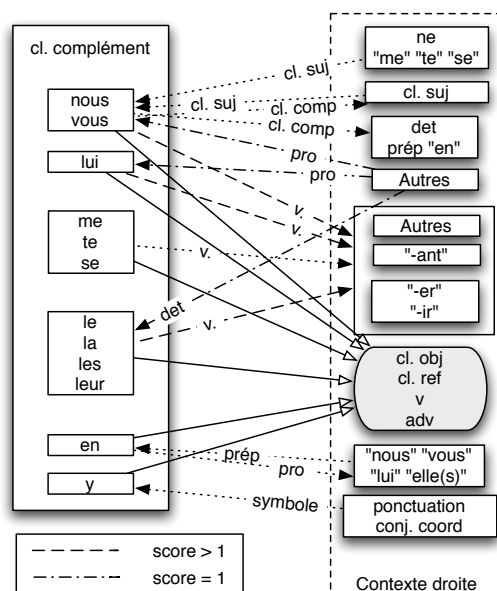 cl. complément
nous
vous
lui
me
te
se
le
la
les
leur
en
y
cl. suj
cl. suj
cl. comp
cl. comp
pro
pro
v.
v.
v.
det
v.
prép
pro
symbole
ne
"me" "te" "se"
cl. suj
det
prép "en"
Autres
Autres
"-ant"
"-er"
"-ir"
cl. obj
cl. ref
v
adv
"nous" "vous"
"lui" "elle(s)"
ponctuation
conj. coord
Contexte droite
score > 1
score = 1